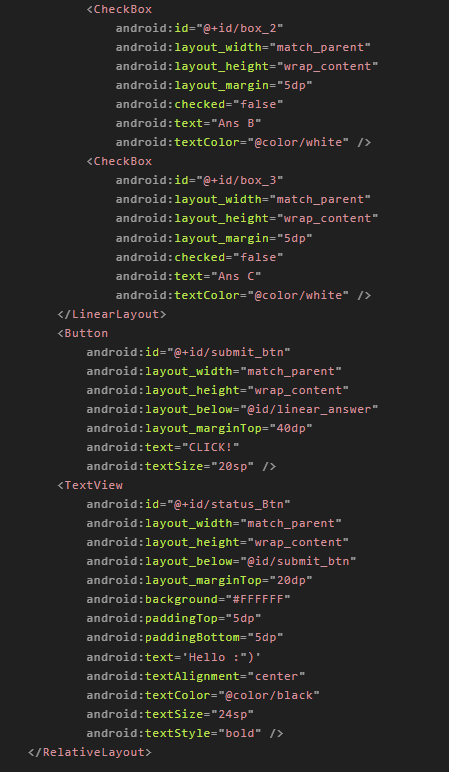 <CheckBox
android:id="@+id/box_2"
android:layout_width="match_parent"
android:layout_height="wrap_content"
android:layout_margin="5dp"
android:checked="false"
android:text="Ans B"
android:textColor="@color/white" />
<CheckBox
android:id="@+id/box_3"
android:layout_width="match_parent"
android:layout_height="wrap_content"
android:layout_margin="5dp"
android:checked="false"
android:text="Ans C"
android:textColor="@color/white" />
</LinearLayout>
<Button
android:id="@+id/submit_btn"
android:layout_width="match_parent"
android:layout_height="wrap_content"
android:layout_below="@id/linear_answer"
android:layout_marginTop="40dp"
android:text="CLICK!"
android:textSize="20sp" />
<TextView
android:id="@+id/status_Btn"
android:layout_width="match_parent"
android:layout_height="wrap_content"
android:layout_below="@id/submit_btn"
android:layout_marginTop="20dp"
android:background="#FFFFFF"
android:paddingTop="5dp"
android:paddingBottom="5dp"
android:text='Hello :")'
android:textAlignment="center"
android:textColor="@color/black"
android:textSize="24sp"
android:textStyle="bold" />
</RelativeLayout>